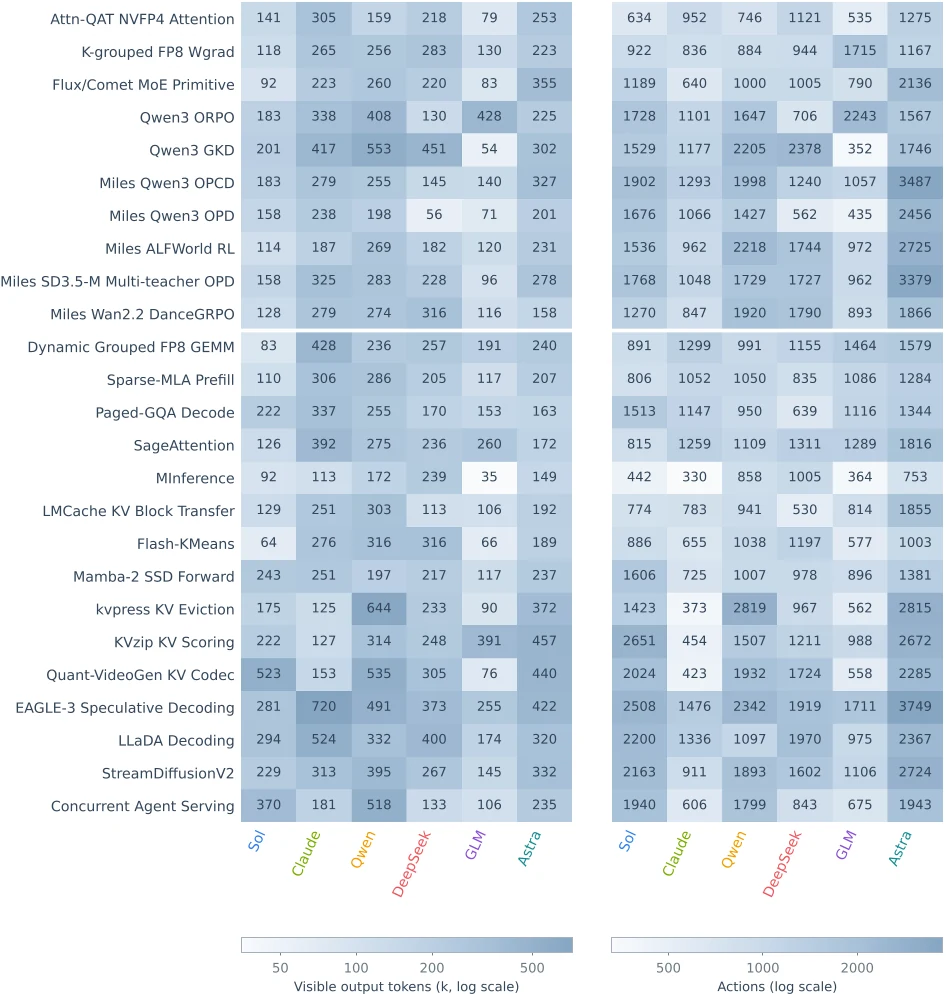 Attn-QAT NVFP4 Attention 141 305 159 218 79 253 634 952 746 1121 535 1275
K-grouped FP8 Wgrad 118 265 256 283 130 223 922 836 884 944 1715 1167
Flux/Comet MoE Primitive 92 223 260 220 83 355 1189 640 1000 1005 790 2136
Qwen3 ORPO 183 338 408 130 428 225 1728 1101 1647 706 2243 1567
Qwen3 GKD 201 417 553 451 54 302 1529 1177 2205 2378 352 1746
Miles Qwen3 OPCD 183 279 255 145 140 327 1902 1293 1998 1240 1057 3487
Miles Qwen3 OPD 158 238 198 56 71 201 1676 1066 1427 562 435 2456
Miles ALFWorld RL 114 187 269 182 120 231 1536 962 2218 1744 972 2725
Miles SD3.5-M Multi-teacher OPD 158 325 283 228 96 278 1768 1048 1729 1727 962 3379
Miles Wan2.2 DanceGRPO 128 279 274 316 116 158 1270 847 1920 1790 893 1866
Dynamic Grouped FP8 GEMM 83 428 236 257 191 240 891 1299 991 1155 1464 1579
Sparse-MLA Prefill 110 306 286 205 117 207 806 1052 1050 835 1086 1284
Paged-GQA Decode 222 337 255 170 153 163 1513 1147 950 639 1116 1344
SageAttention 126 392 275 236 260 172 815 1259 1109 1311 1289 1816
MInference 92 113 172 239 35 149 442 330 858 1005 364 753
LMCache KV Block Transfer 129 251 303 113 106 192 774 783 941 530 814 1855
Flash-KMeans 64 276 316 316 66 189 886 655 1038 1197 577 1003
Mamba-2 SSD Forward 243 251 197 217 117 237 1606 725 1007 978 896 1381
kvpress KV Eviction 175 125 644 233 90 372 1423 373 2819 967 562 2815
KVzip KV Scoring 222 127 314 248 391 457 2651 454 1507 1211 988 2672
Quant-VideoGen KV Codec 523 153 535 305 76 440 2024 423 1932 1724 558 2285
EAGLE-3 Speculative Decoding 281 720 491 373 255 422 2508 1476 2342 1919 1711 3749
LLaDA Decoding 294 524 332 400 174 320 2200 1336 1097 1970 975 2367
StreamDiffusionV2 229 313 395 267 145 332 2163 911 1893 1602 1106 2724
Concurrent Agent Serving 370 181 518 133 106 235 1940 606 1799 843 675 1943
Sol Claude Qwen DeepSeek GLM Astra Sol Claude Qwen DeepSeek GLM Astra
50 100 200 500 500 1000 2000
Visible output tokens (k, log scale) Actions (log scale)